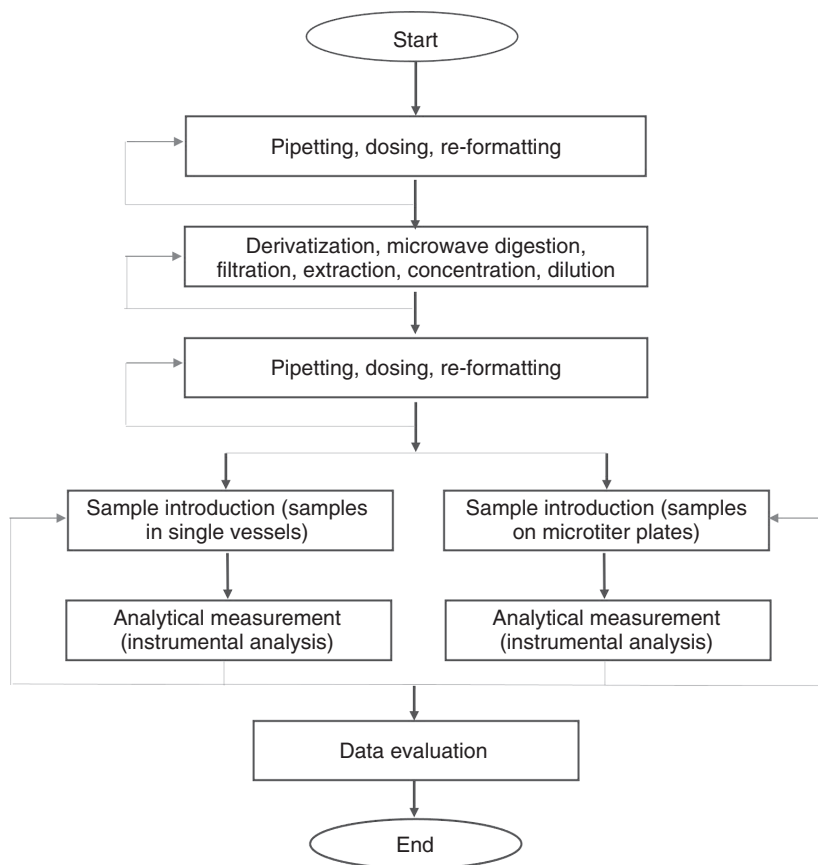 Start
Pipetting, dosing, re-formatting
Derivatization, microwave digestion,
filtration, extraction, concentration, dilution
Pipetting, dosing, re-formatting
Sample introduction (samples
in single vessels)
Sample introduction (samples
on microtiter plates)
Analytical measurement
(instrumental analysis)
Analytical measurement
(instrumental analysis)
Data evaluation
End